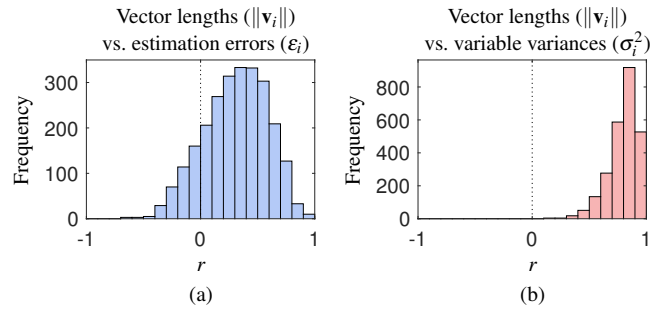 Vector lengths (‖v_i‖)
vs. estimation errors (ε_i)
Frequency
300
200
100
0
-1 0 1
r
(a)
Vector lengths (‖v_i‖)
vs. variable variances (σ_i^2)
Frequency
800
600
400
200
0
-1 0 1
r
(b)